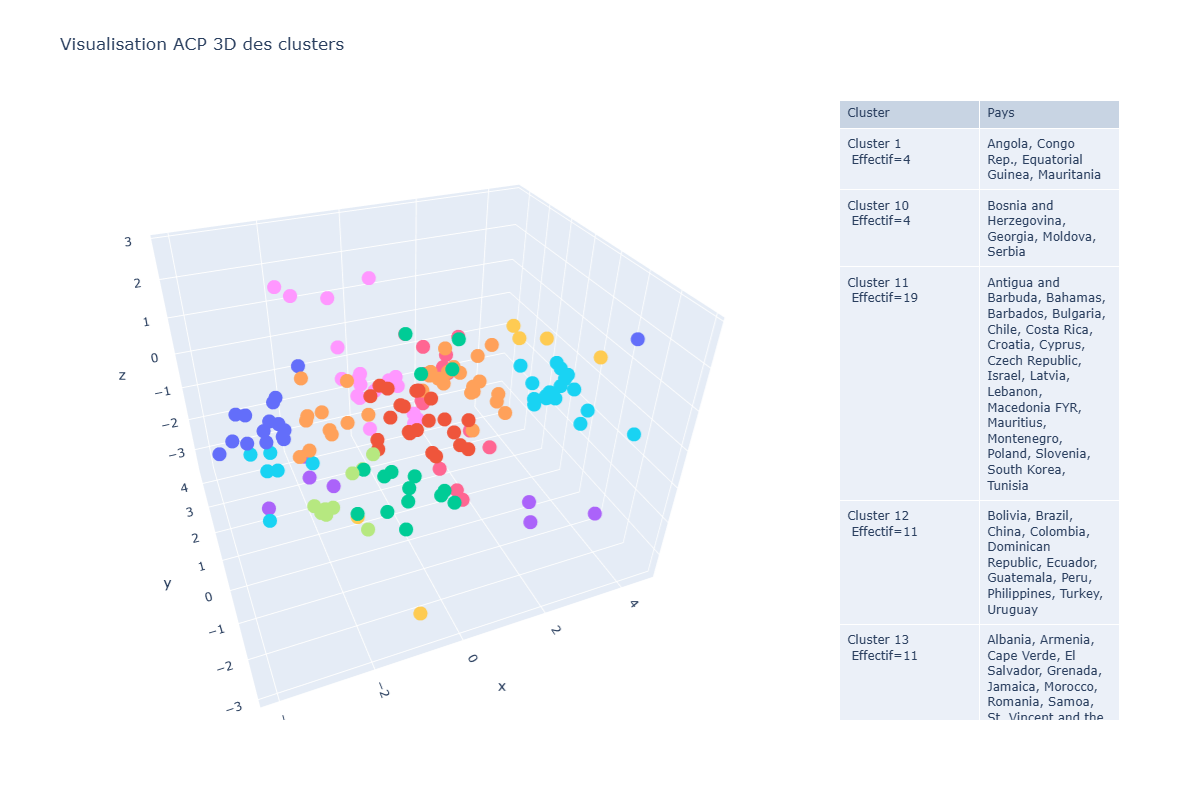 Visualisation ACP 3D des clusters
3
2
1
0
−1
−2
−3
z
4
3
2
1
0
−1
−2
−3
y
−2
0
2
4
x
Cluster
Pays
Cluster 1
Effectif=4
Angola, Congo
Rep., Equatorial
Guinea, Mauritania
Cluster 10
Effectif=4
Bosnia and
Herzegovina,
Georgia, Moldova,
Serbia
Cluster 11
Effectif=19
Antigua and
Barbuda, Bahamas,
Barbados, Bulgaria,
Chile, Costa Rica,
Croatia, Cyprus,
Czech Republic,
Israel, Latvia,
Lebanon,
Macedonia FYR,
Mauritius,
Montenegro,
Poland, Slovenia,
South Korea,
Tunisia
Cluster 12
Effectif=11
Bolivia, Brazil,
China, Colombia,
Dominican
Republic, Ecuador,
Guatemala, Peru,
Philippines, Turkey,
Uruguay
Cluster 13
Effectif=11
Albania, Armenia,
Cape Verde, El
Salvador, Grenada,
Jamaica, Morocco,
Romania, Samoa,
St. Vincent and the